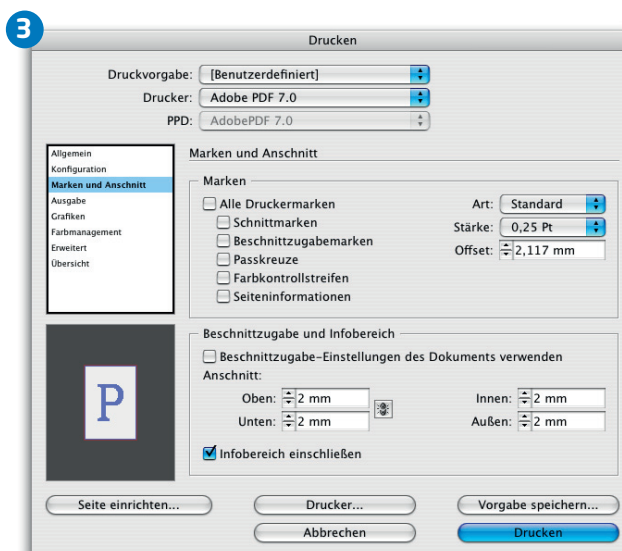 3
Drucken
Druckvorgabe: [Benutzerdefiniert]
Drucker: Adobe PDF 7.0
PPD: AdobePDF 7.0
Allgemein
Konfiguration
Marken und Anschnitt
Ausgabe
Grafiken
Farbmanagement
Erweitert
Übersicht
P
Marken und Anschnitt
Marken
Alle Druckermarken
Schnittmarken
Beschnittzugabemarken
Passkreuze
Farbkontrollstreifen
Seiteninformationen
Art: Standard
Stärke: 0,25 Pt
Offset: 2,117 mm
Beschnittzugabe und Infobereich
Beschnittzugabe-Einstellungen des Dokuments verwenden
Anschnitt:
Oben: 2 mm Innen: 2 mm
Unten: 2 mm Außen: 2 mm
Infobereich einschließen
Seite einrichten... Drucker... Vorgabe speichern...
Abbrechen Drucken